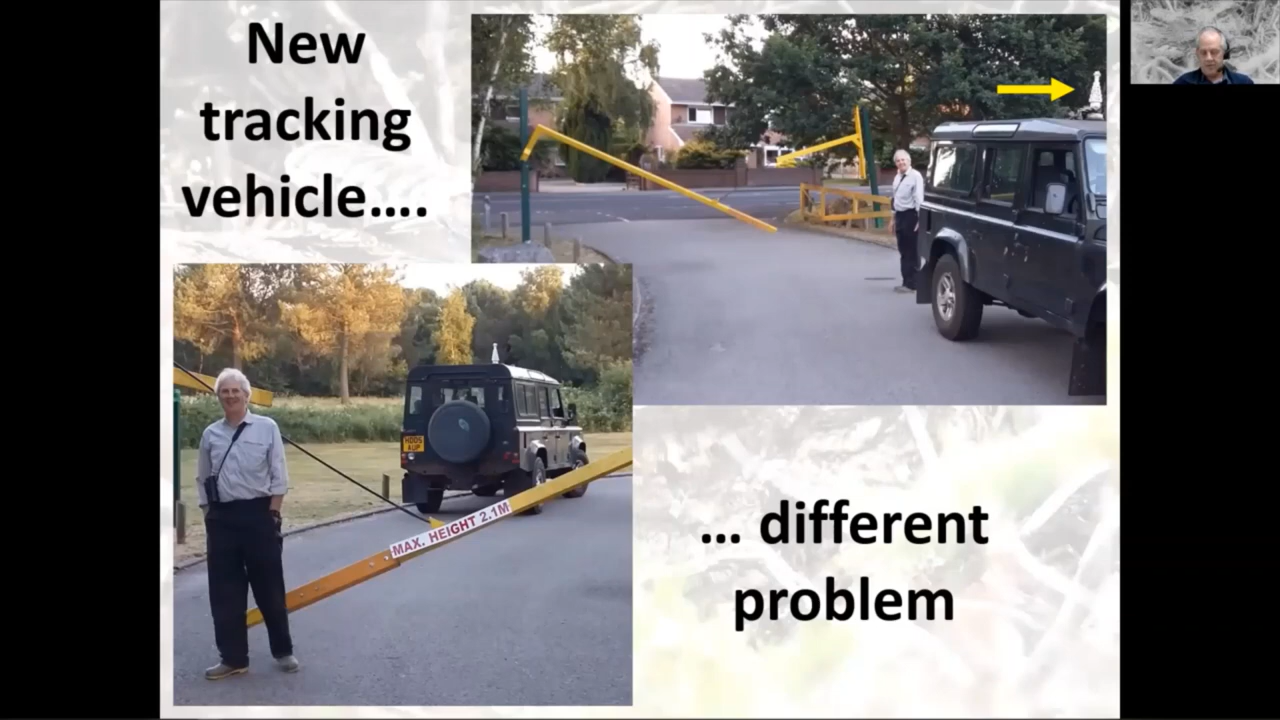 New
tracking
vehicle….
MAX. HEIGHT 2.1M
… different
problem